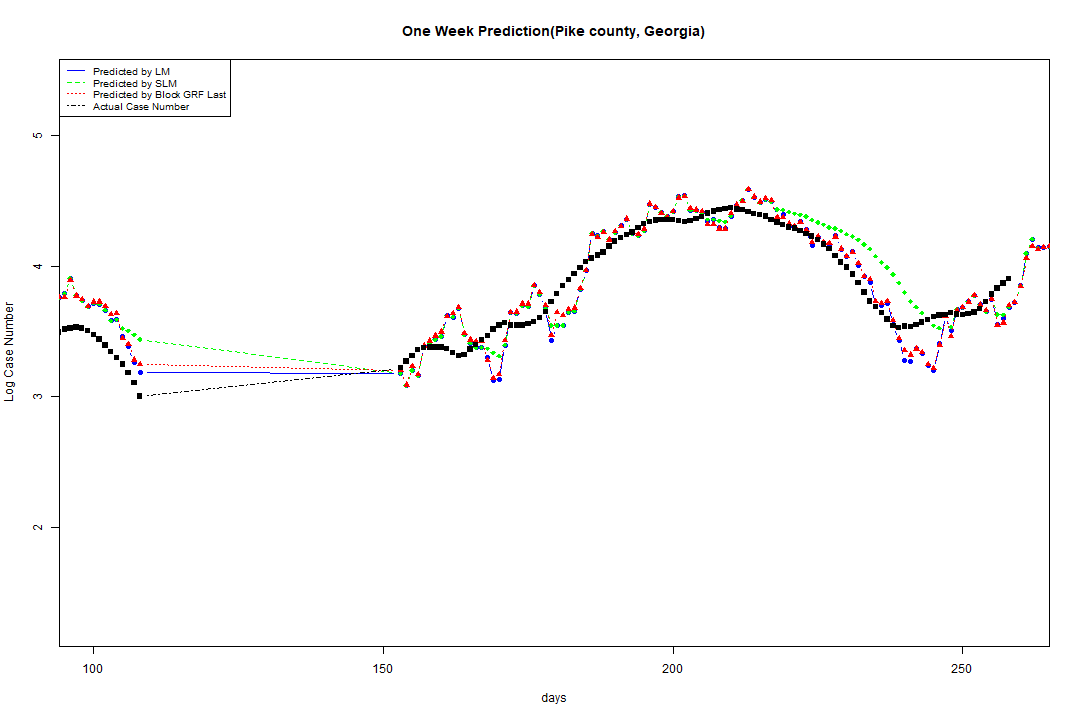 One Week Prediction(Pike county, Georgia)
Predicted by LM
Predicted by SLM
Predicted by Block GRF Last
Actual Case Number
5
4
3
2
Log Case Number
100 150 200 250
days